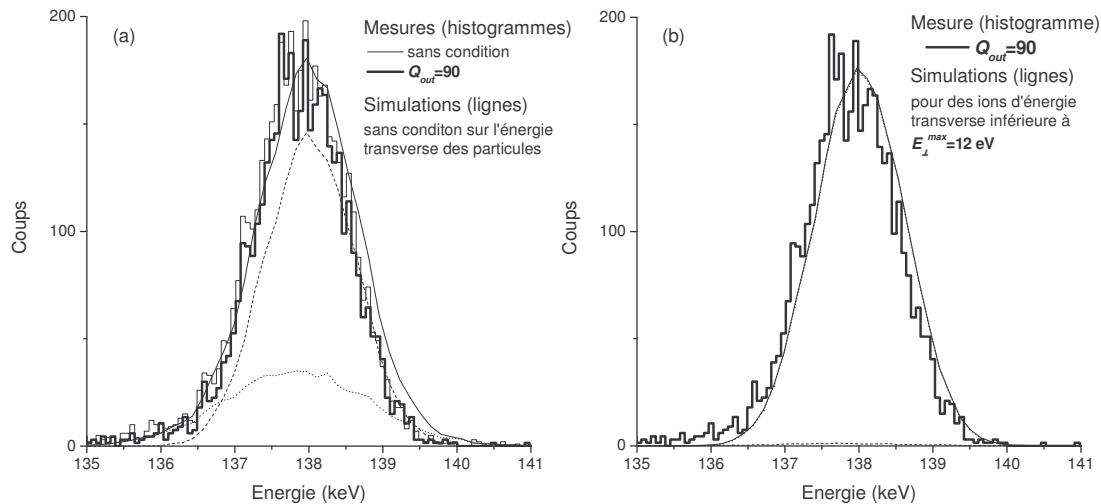 (a)
Mesures (histogrammes)
sans condition
Q_out=90
Simulations (lignes)
sans conditon sur l'énergie
transverse des particules
200
100
0
Coups
135 136 137 138 139 140 141
Energie (keV)
(b)
Mesure (histogramme)
Q_out=90
Simulations (lignes)
pour des ions d'énergie
transverse inférieure à
E_⊥^max=12 eV
200
100
0
Coups
135 136 137 138 139 140 141
Energie (keV)